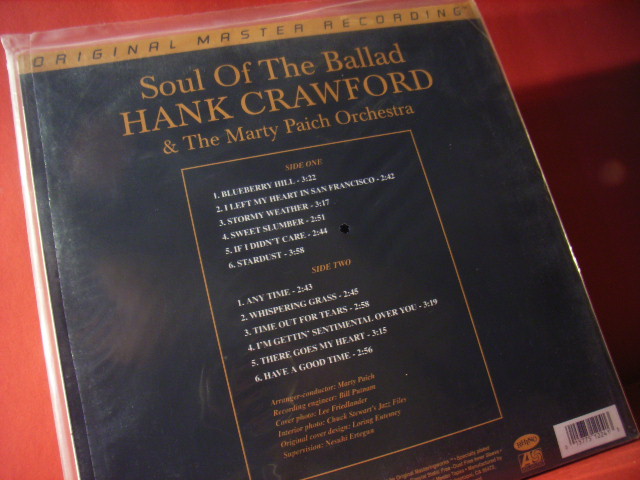 ORIGINAL MASTER RECORDING
Soul Of The Ballad
HANK CRAWFORD
& The Marty Paich Orchestra
SIDE ONE
1. BLUEBERRY HILL - 3:22
2. I LEFT MY HEART IN SAN FRANCISCO - 2:42
3. STORMY WEATHER - 3:17
4. SWEET SLUMBER - 2:51
5. IF I DIDN'T CARE - 2:44
6. STARDUST - 3:58
SIDE TWO
1. ANY TIME - 2:43
2. WHISPERING GRASS - 2:45
3. TIME OUT FOR TEARS - 2:58
4. I'M GETTIN' SENTIMENTAL OVER YOU - 3:19
5. THERE GOES MY HEART - 3:15
6. HAVE A GOOD TIME - 2:56
Arranger-conductor: Marty Paich
Recording engineer: Bill Putnam
Cover photo: Lee Friedlander
Interior photo: Chuck Stewart's Jazz Files
Original cover design: Loring Eutemey
Supervision: Nesuhi Ertegun
RHINO